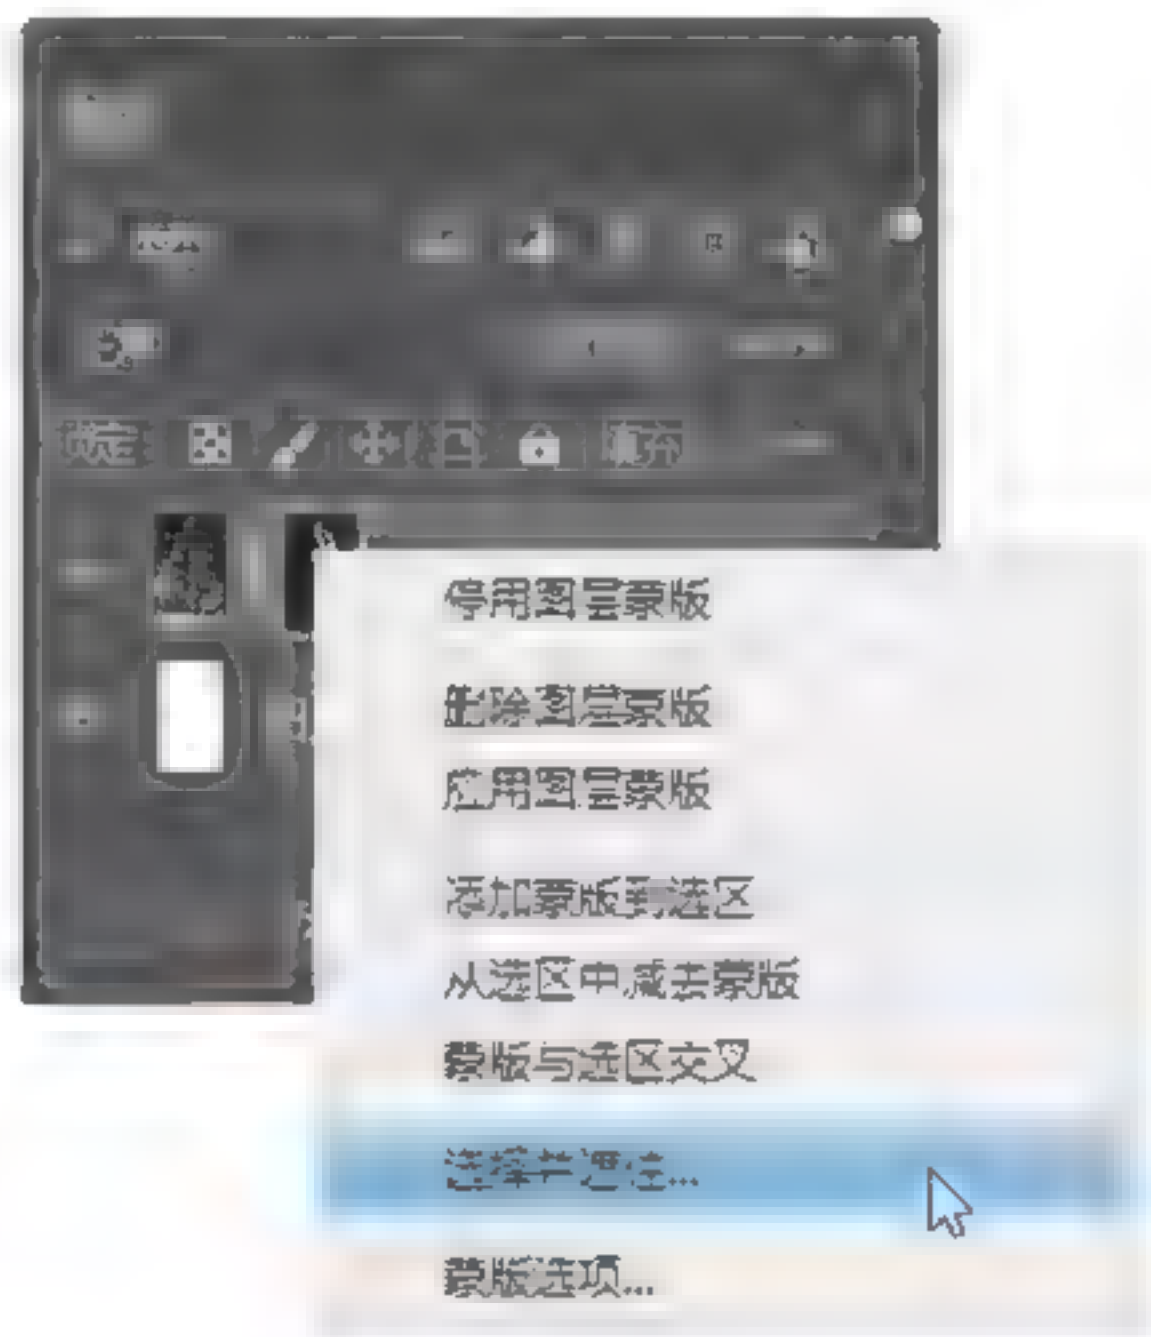 锁定: 填充
停用图层蒙版
删除图层蒙版
应用图层蒙版
添加蒙版到选区
从选区中减去蒙版
蒙版与选区交叉
选择并遮住...
蒙版选项...